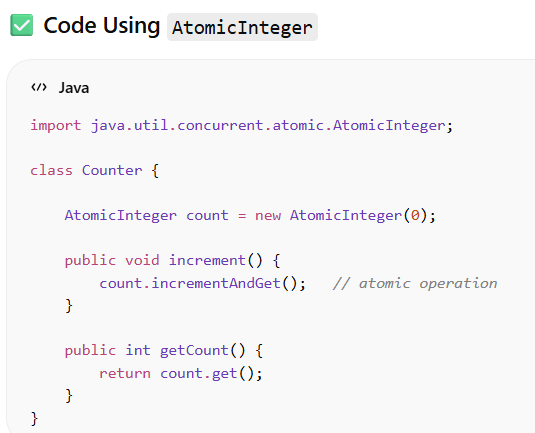 ✅ Code Using AtomicInteger
</> Java
import java.util.concurrent.atomic.AtomicInteger;
class Counter {
    AtomicInteger count = new AtomicInteger(0);
    public void increment() {
        count.incrementAndGet();   // atomic operation
    }
    public int getCount() {
        return count.get();
    }
}